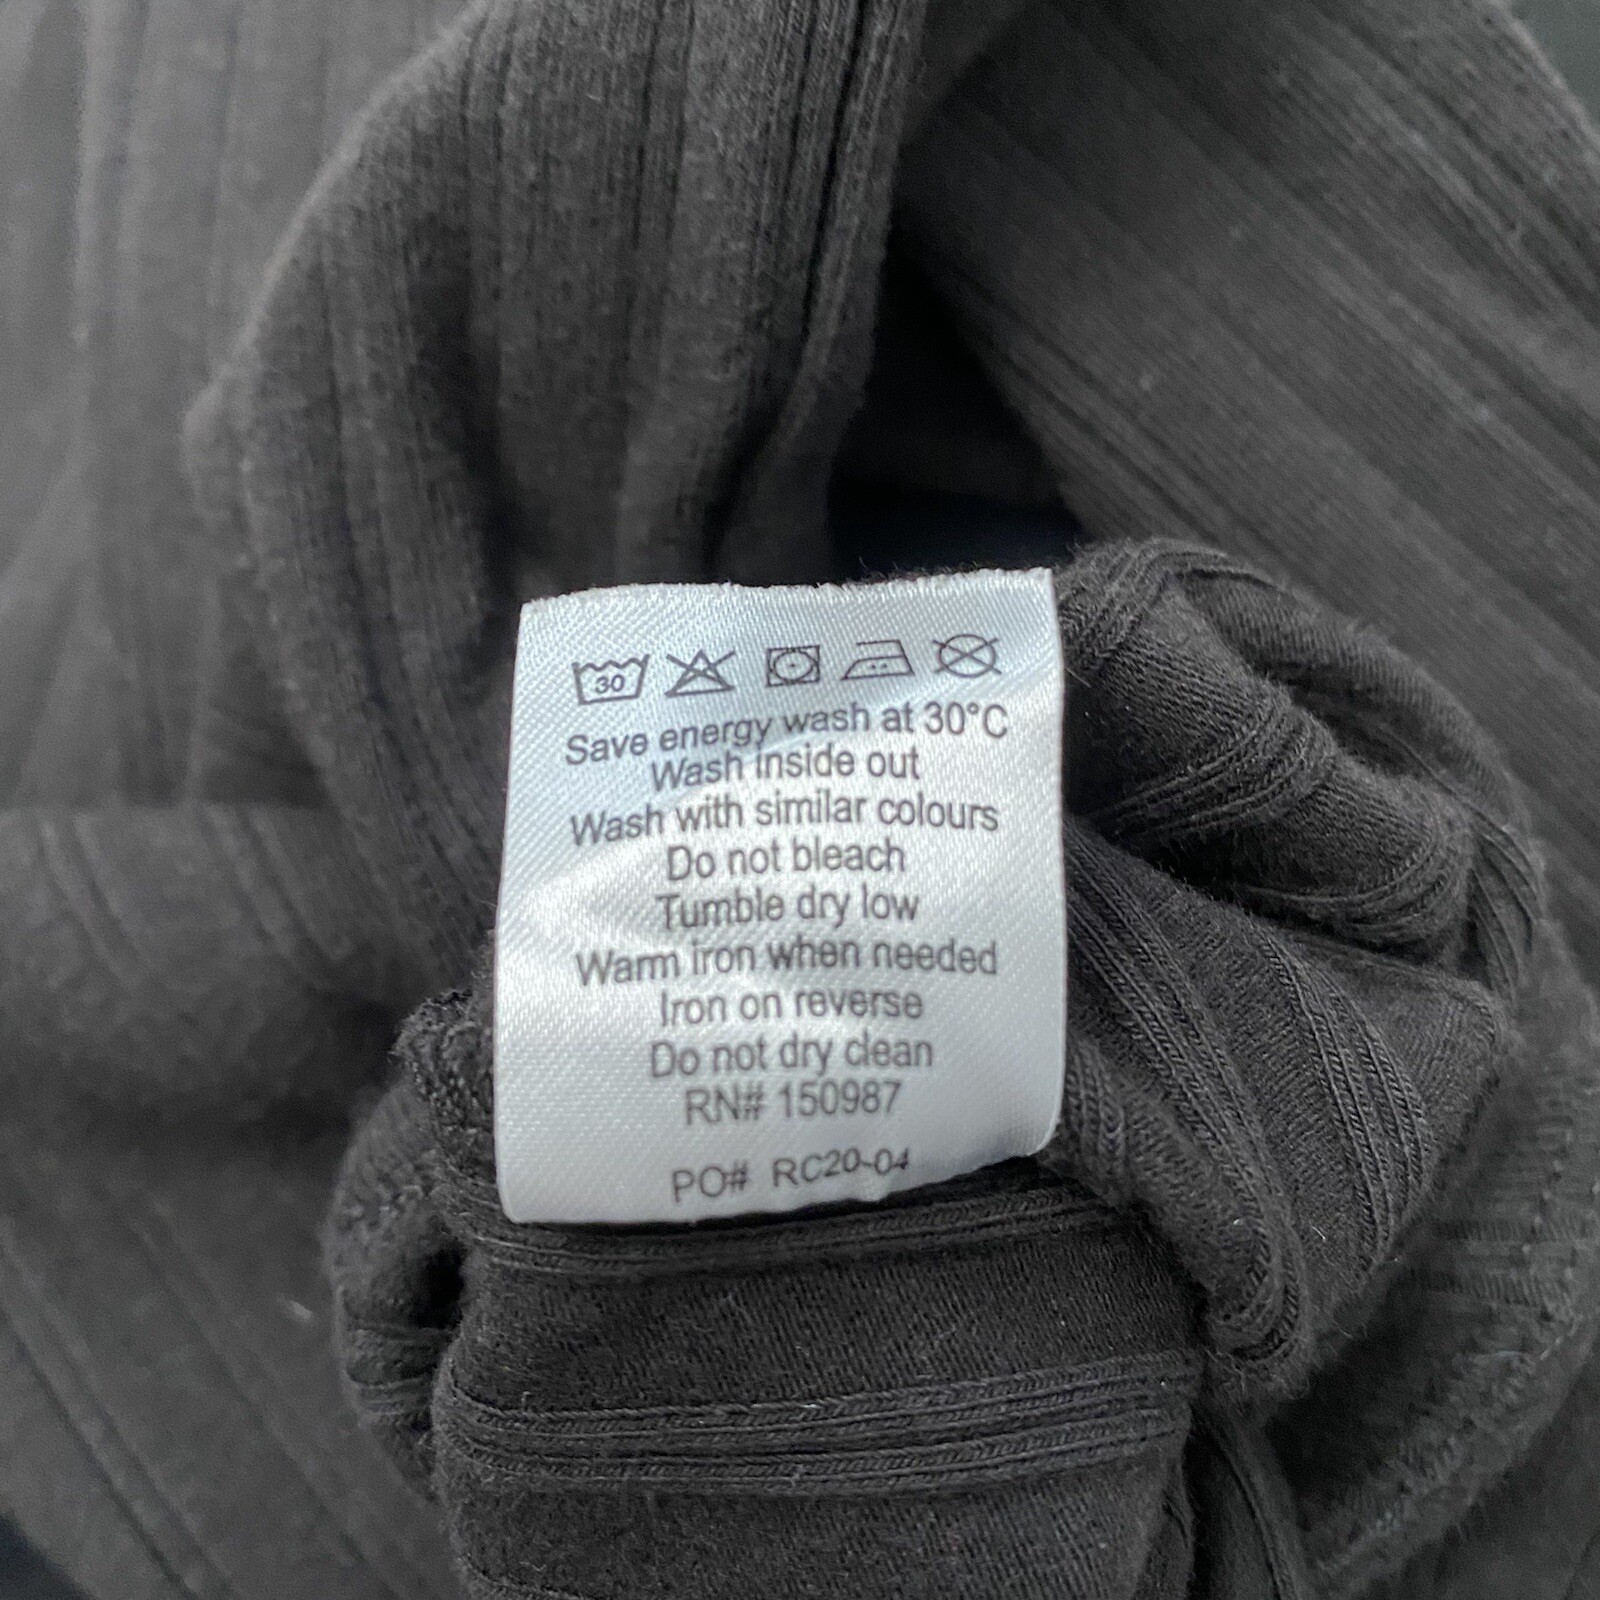 30
Save energy wash at 30°C
Wash inside out
Wash with similar colours
Do not bleach
Tumble dry low
Warm iron when needed
Iron on reverse
Do not dry clean
RN# 150987
PO# RC20-04